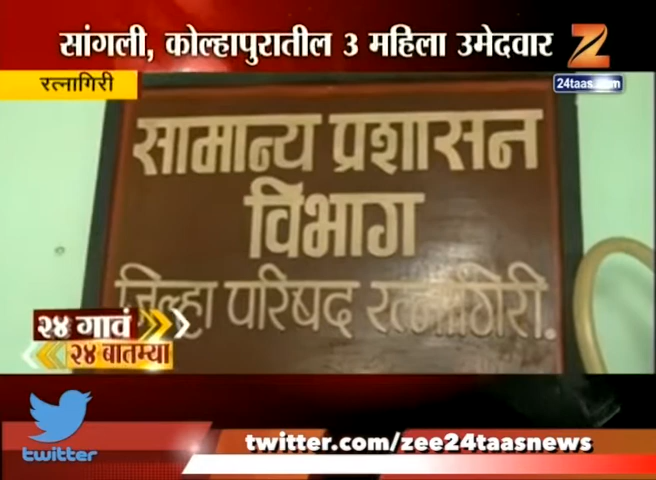 सांगली, कोल्हापुरातील 3 महिला उमेदवार
रत्नागिरी
24taas.com
सामान्य प्रशासन
विभाग
जिल्हा परिषद रत्नागिरी.
२४ गावं
२४ बातम्या
twitter
twitter.com/zee24taasnews